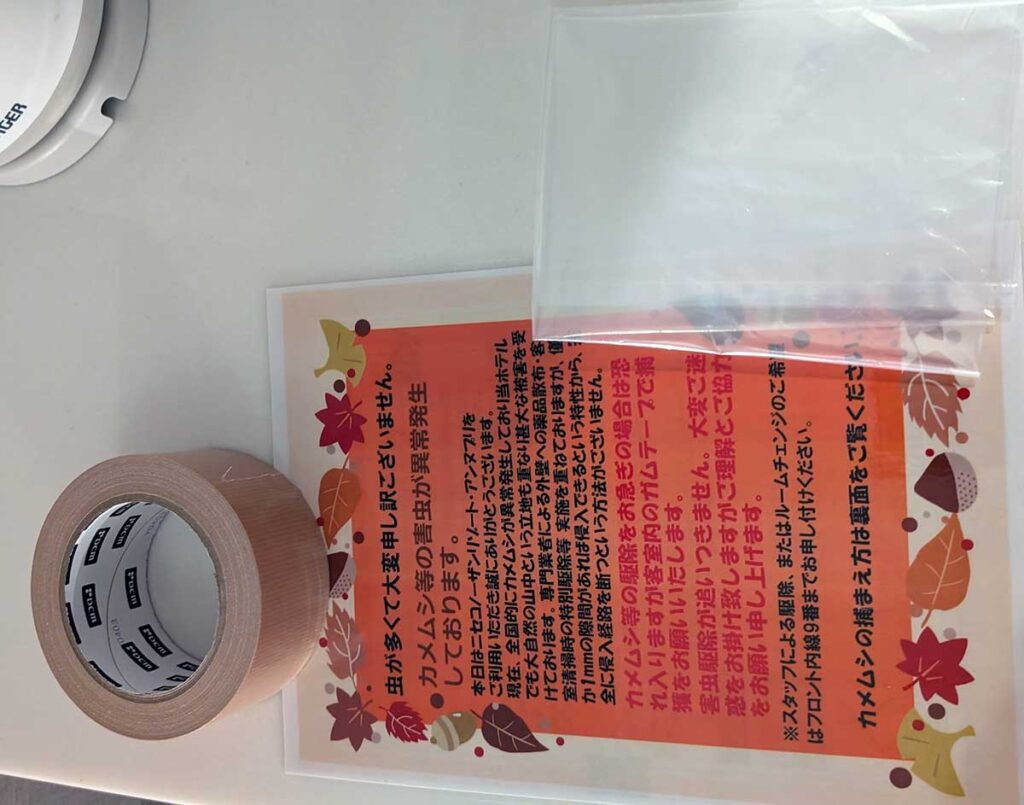 虫が多くて大変申し訳ございません。
カメムシ等の害虫が異常発生
しております。
本日はニセコノーザンリゾート・アンヌプリを
ご利用いただき誠にありがとうございます。
現在、全国的にカメムシが異常発生しており当ホテル
でも大自然の山中という立地も重なり甚大な被害を受
けております。専門業者による外壁への薬品散布・客
室清掃時の特別駆除等 実施を重ねておりますが、僅
か1mmの隙間があれば侵入できるという特性から、
全に侵入経路を断つという方法がございません。
カメムシ等の駆除をお急ぎの場合は恐
れ入りますが客室内のガムテープで捕
獲をお願いいたします。
害虫駆除が追いつきません。大変ご迷
惑をお掛け致しますがご理解とご協力
をお願い申し上げます。
※スタッフによる駆除、またはルームチェンジのご希望
はフロント内線9番までお申し付けください。
カメムシの捕まえ方は裏面をご覧ください。
PDCM
PDCM
PDCM
PDCM